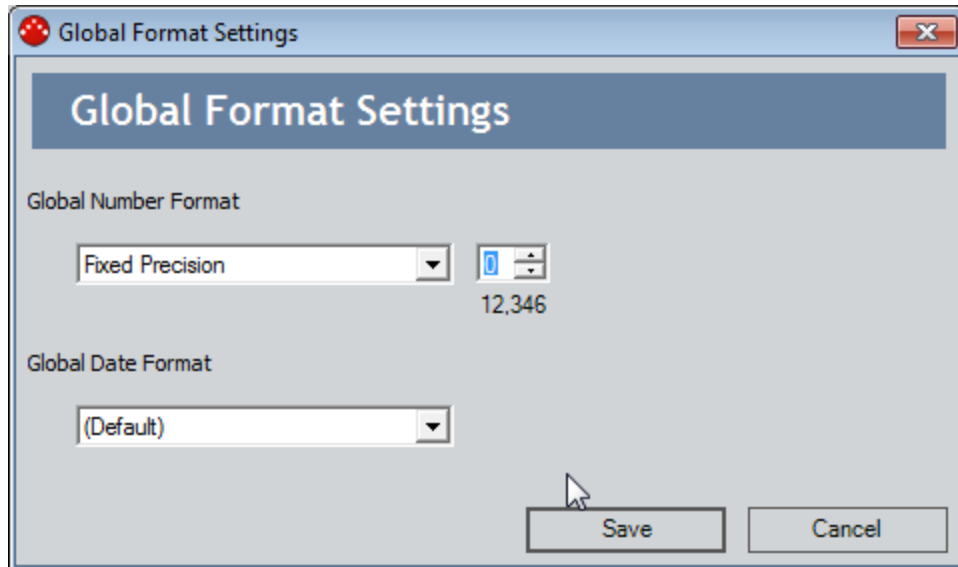 Global Format Settings
Global Format Settings
Global Number Format
Fixed Precision 0
12,346
Global Date Format
(Default)
Save Cancel